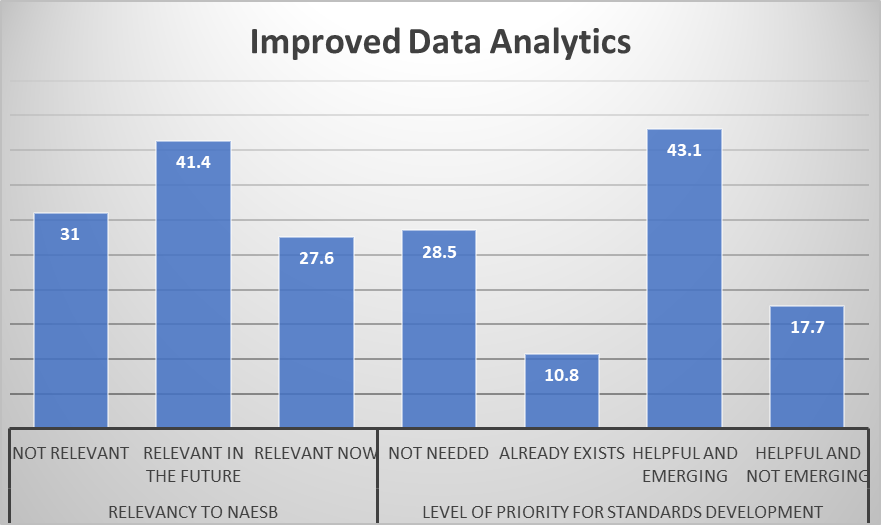 Improved Data Analytics
31
41.4
27.6
28.5
10.8
43.1
17.7
NOT RELEVANT
RELEVANT IN
THE FUTURE
RELEVANT NOW
NOT NEEDED
ALREADY EXISTS
HELPFUL AND
EMERGING
HELPFUL AND
NOT EMERGING
RELEVANCY TO NAESB
LEVEL OF PRIORITY FOR STANDARDS DEVELOPMENT